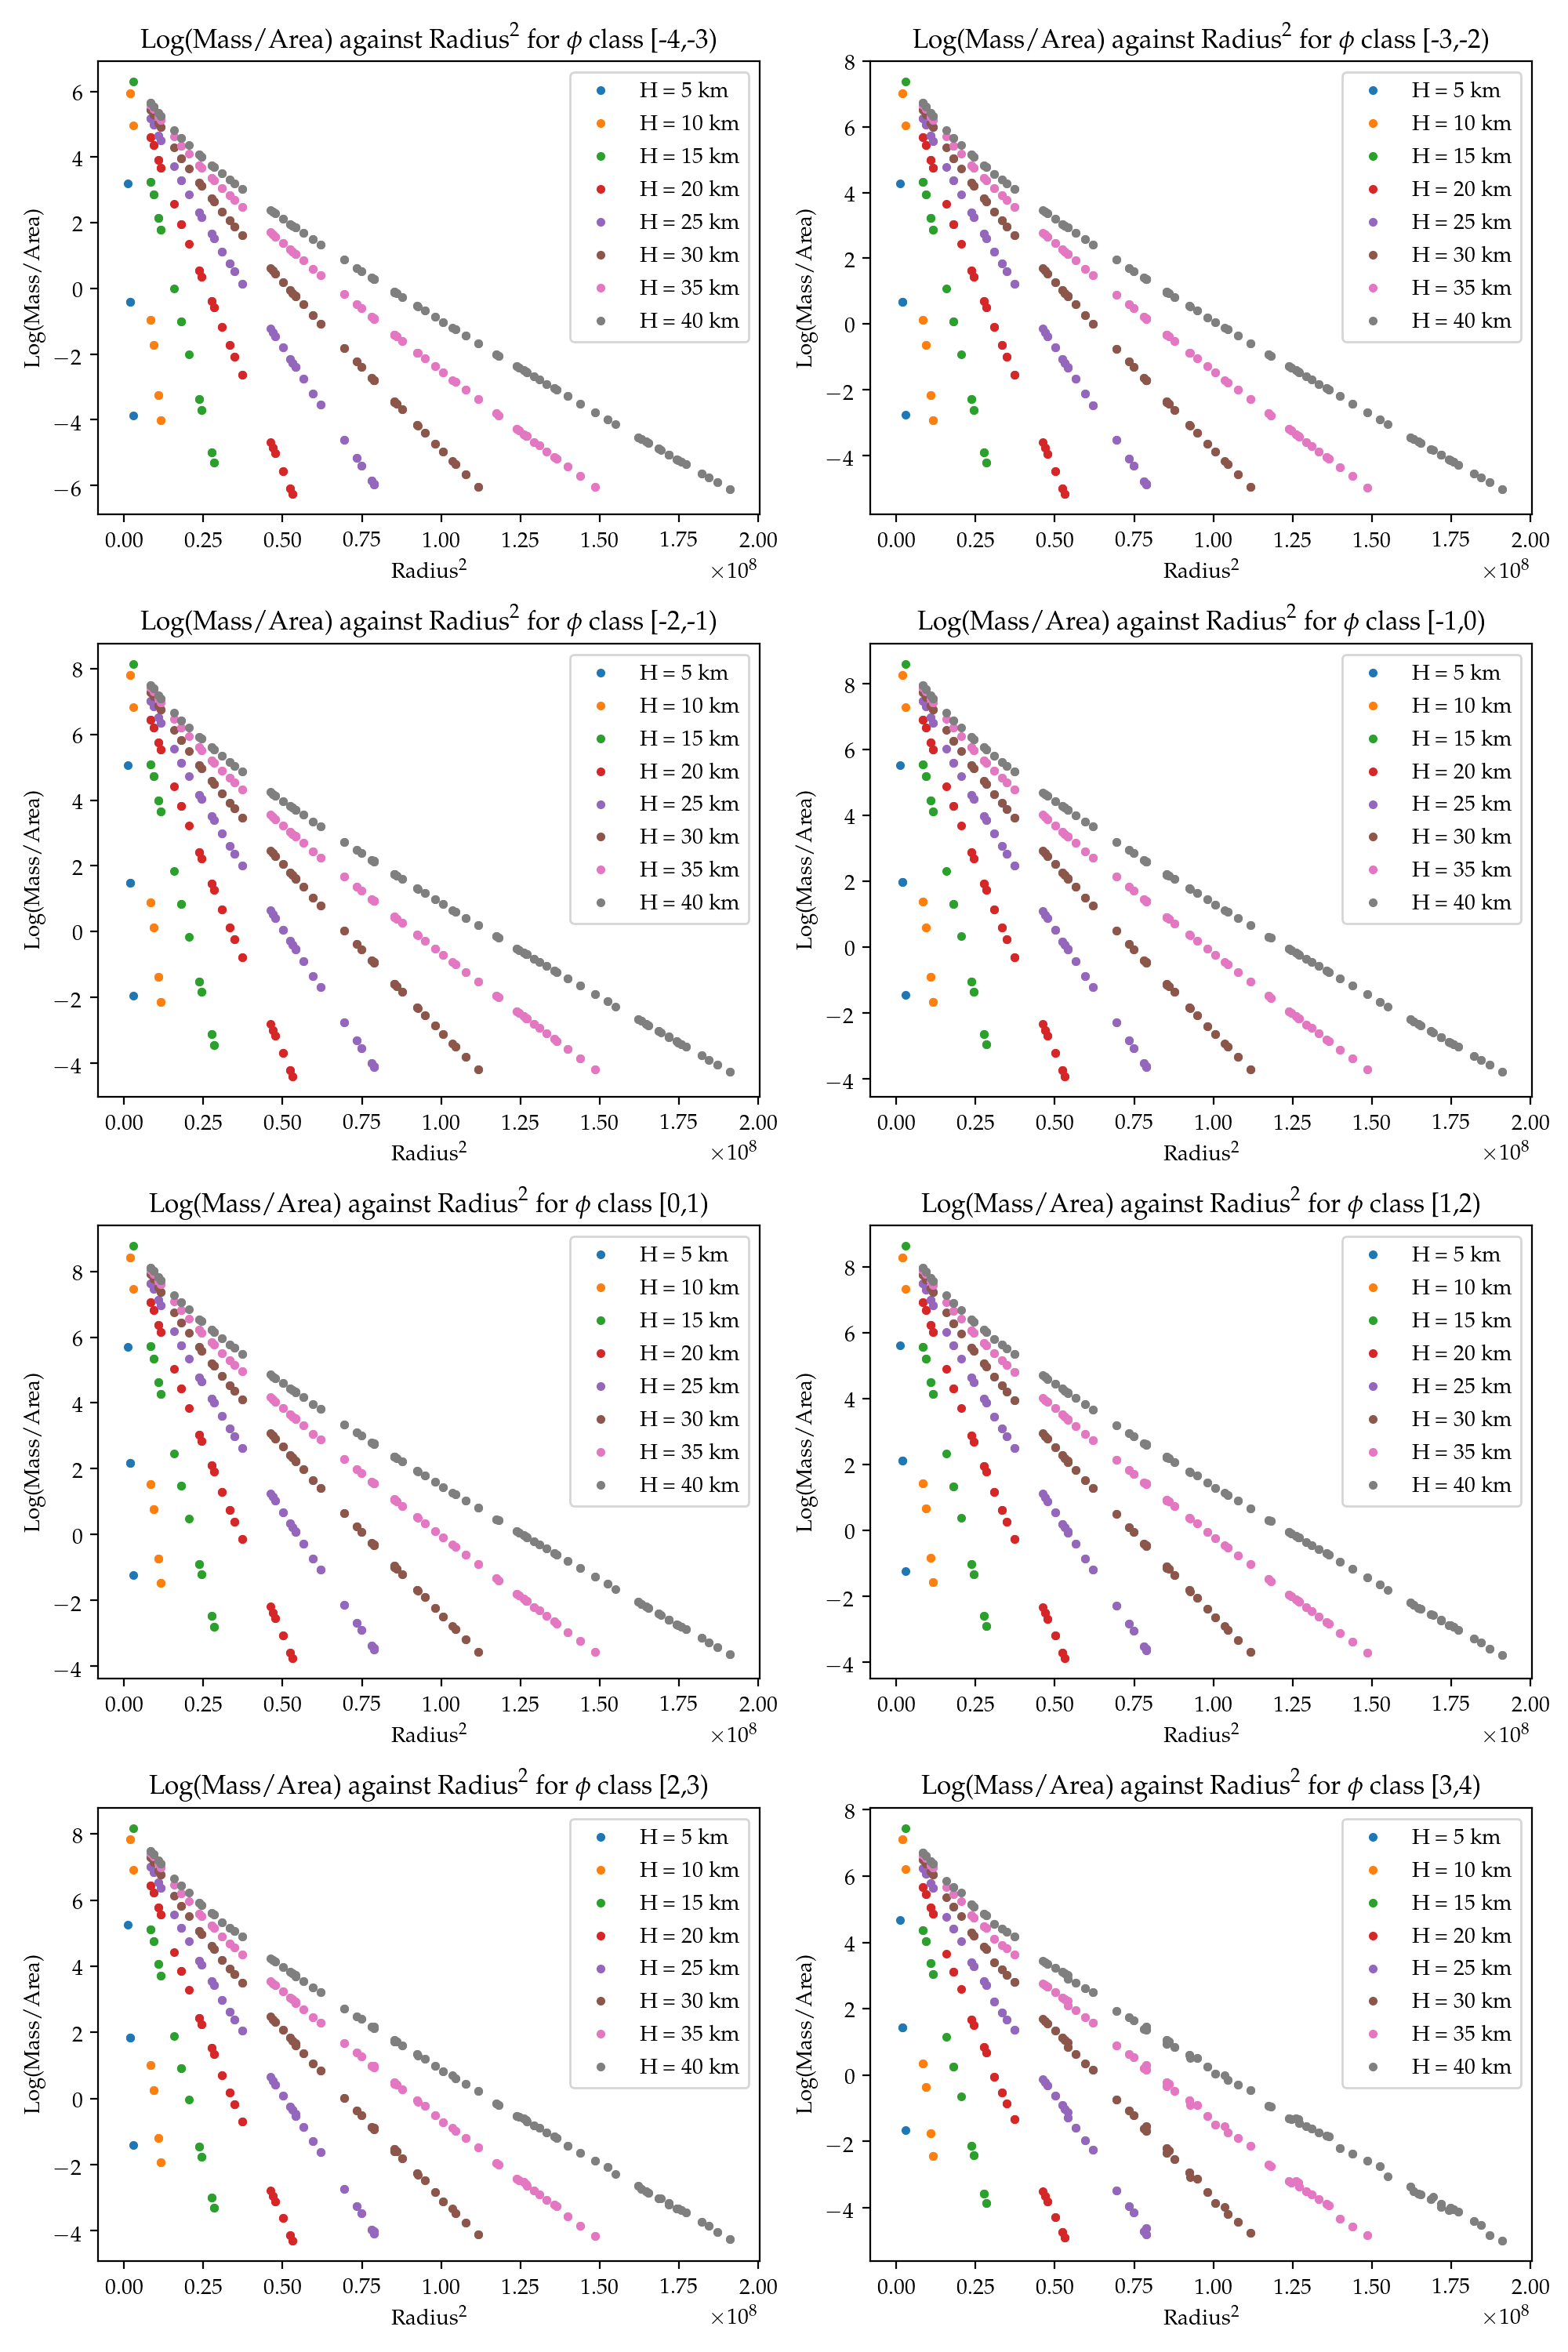 Log(Mass/Area) against Radius² for ϕ class [-4,-3)
Log(Mass/Area)
6
4
2
0
−2
−4
−6
H = 5 km
H = 10 km
H = 15 km
H = 20 km
H = 25 km
H = 30 km
H = 35 km
H = 40 km
0.00 0.25 0.50 0.75 1.00 1.25 1.50 1.75 2.00
Radius²
×10⁸
Log(Mass/Area) against Radius² for ϕ class [-3,-2)
Log(Mass/Area)
8
6
4
2
0
−2
−4
H = 5 km
H = 10 km
H = 15 km
H = 20 km
H = 25 km
H = 30 km
H = 35 km
H = 40 km
0.00 0.25 0.50 0.75 1.00 1.25 1.50 1.75 2.00
Radius²
×10⁸
Log(Mass/Area) against Radius² for ϕ class [-2,-1)
Log(Mass/Area)
8
6
4
2
0
−2
−4
H = 5 km
H = 10 km
H = 15 km
H = 20 km
H = 25 km
H = 30 km
H = 35 km
H = 40 km
0.00 0.25 0.50 0.75 1.00 1.25 1.50 1.75 2.00
Radius²
×10⁸
Log(Mass/Area) against Radius² for ϕ class [-1,0)
Log(Mass/Area)
8
6
4
2
0
−2
−4
H = 5 km
H = 10 km
H = 15 km
H = 20 km
H = 25 km
H = 30 km
H = 35 km
H = 40 km
0.00 0.25 0.50 0.75 1.00 1.25 1.50 1.75 2.00
Radius²
×10⁸
Log(Mass/Area) against Radius² for ϕ class [0,1)
Log(Mass/Area)
8
6
4
2
0
−2
−4
H = 5 km
H = 10 km
H = 15 km
H = 20 km
H = 25 km
H = 30 km
H = 35 km
H = 40 km
0.00 0.25 0.50 0.75 1.00 1.25 1.50 1.75 2.00
Radius²
×10⁸
Log(Mass/Area) against Radius² for ϕ class [1,2)
Log(Mass/Area)
8
6
4
2
0
−2
−4
H = 5 km
H = 10 km
H = 15 km
H = 20 km
H = 25 km
H = 30 km
H = 35 km
H = 40 km
0.00 0.25 0.50 0.75 1.00 1.25 1.50 1.75 2.00
Radius²
×10⁸
Log(Mass/Area) against Radius² for ϕ class [2,3)
Log(Mass/Area)
8
6
4
2
0
−2
−4
H = 5 km
H = 10 km
H = 15 km
H = 20 km
H = 25 km
H = 30 km
H = 35 km
H = 40 km
0.00 0.25 0.50 0.75 1.00 1.25 1.50 1.75 2.00
Radius²
×10⁸
Log(Mass/Area) against Radius² for ϕ class [3,4)
Log(Mass/Area)
8
6
4
2
0
−2
−4
H = 5 km
H = 10 km
H = 15 km
H = 20 km
H = 25 km
H = 30 km
H = 35 km
H = 40 km
0.00 0.25 0.50 0.75 1.00 1.25 1.50 1.75 2.00
Radius²
×10⁸